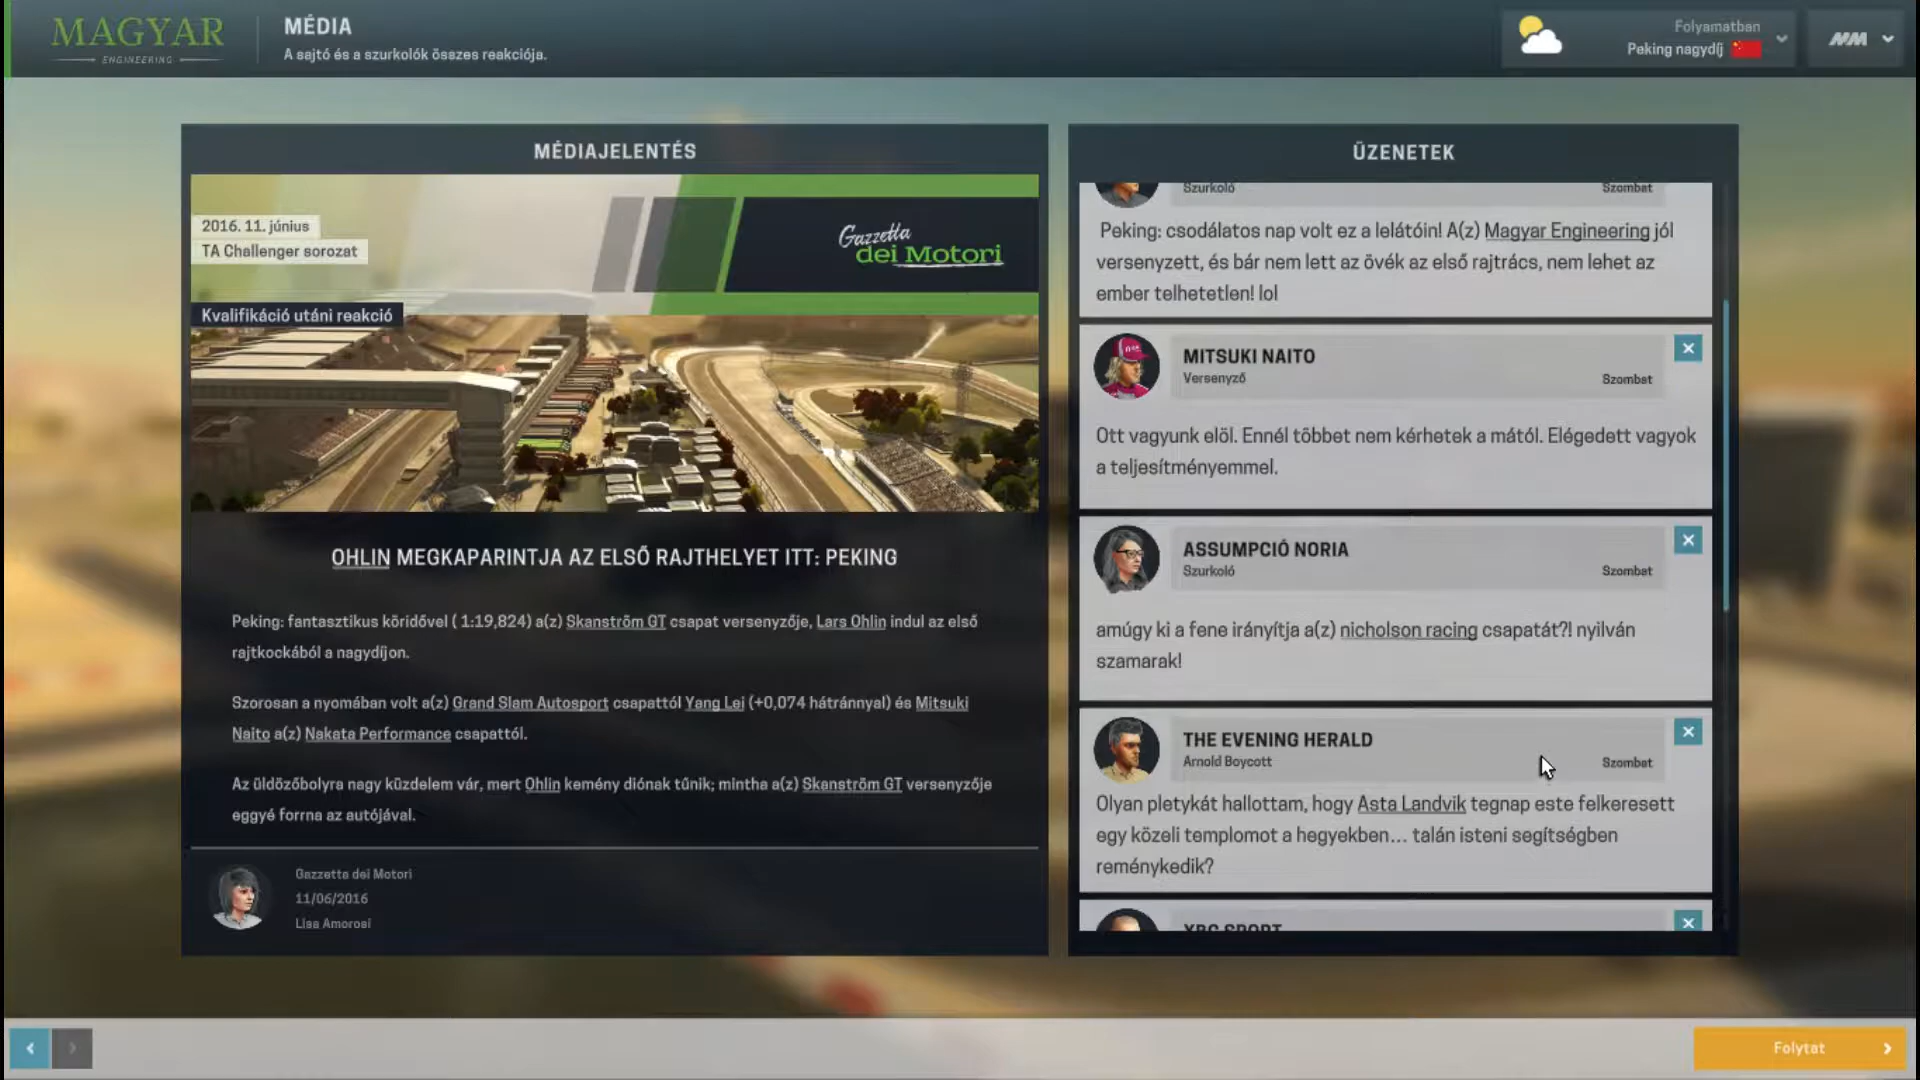 MAGYAR
ENGINEERING
MÉDIA
A sajtó és a szurkolók összes reakciója.
Folyamatban
Peking nagydíj
MÉDIAJELENTÉS
2016. 11. június
TA Challenger sorozat
Gazzetta
dei Motori
Kvalifikáció utáni reakció
OHLIN MEGKAPARINTJA AZ ELSŐ RAJTHELYET ITT: PEKING
Peking: fantasztikus köridővel ( 1:19,824) a(z) Skanström GT csapat versenyzője, Lars Ohlin indul az első
rajtkockából a nagydíjon.
Szorosan a nyomában volt a(z) Grand Slam Autosport csapattól Yang Lei (+0,074 hátránnyal) és Mitsuki
Naito a(z) Nakata Performance csapattól.
Az üldözőbolyra nagy küzdelem vár, mert Ohlin kemény diónak tűnik; mintha a(z) Skanström GT versenyzője
eggyé forrna az autójával.
Gazzetta dei Motori
11/06/2016
Lisa Amorosi
ÜZENETEK
Szurkoló
Szombat
Peking: csodálatos nap volt ez a lelátóin! A(z) Magyar Engineering jól
versenyzett, és bár nem lett az övék az első rajtrács, nem lehet az
ember telhetetlen! lol
MITSUKI NAITO
Versenyző
Szombat
Ott vagyunk elöl. Ennél többet nem kérhetek a mától. Elégedett vagyok
a teljesítményemmel.
ASSUMPCIÓ NORIA
Szurkoló
Szombat
amúgy ki a fene irányítja a(z) nicholson racing csapatát?! nyilván
szamarak!
THE EVENING HERALD
Arnold Boycott
Szombat
Olyan pletykát hallottam, hogy Asta Landvik tegnap este felkeresett
egy közeli templomot a hegyekben... talán isteni segítségben
reménykedik?
Folytat